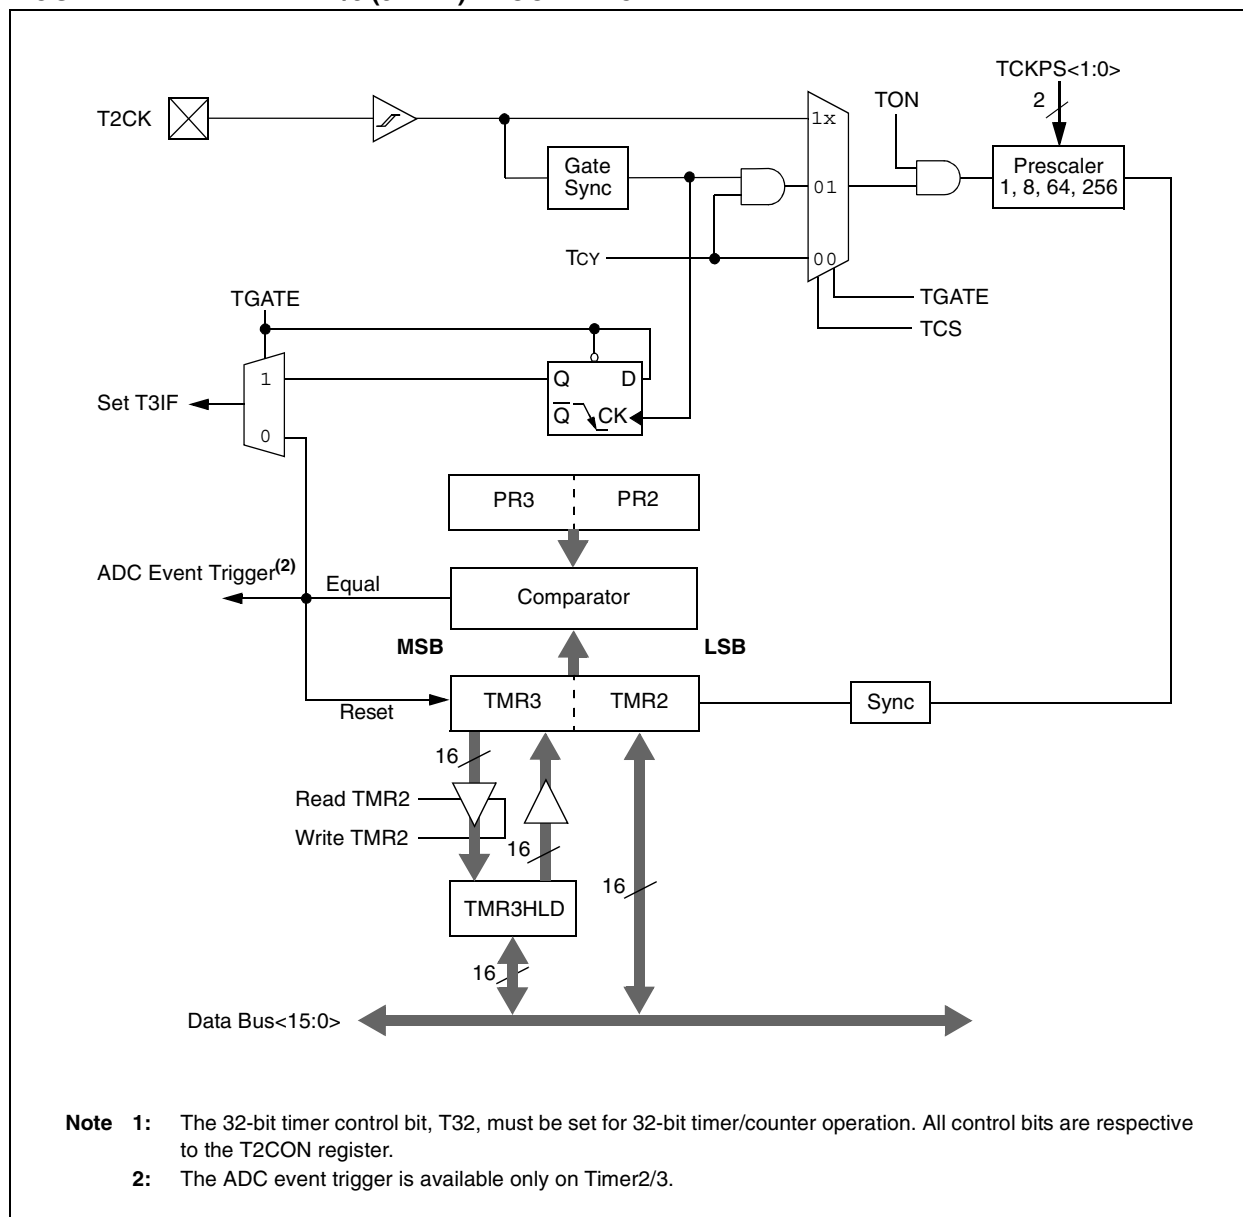 (
)
TCKPS<1:0>
2
TON
T2CK
1x
Gate
Sync
Prescaler
1, 8, 64, 256
01
TCY
00
TGATE
TGATE
TCS
1
Q
D
Set T3IF
Q
CK
0
PR3
PR2
ADC Event Trigger(2)
Equal
Comparator
MSB
LSB
TMR3
TMR2
Sync
Reset
16
Read TMR2
Write TMR2
16
16
TMR3HLD
16
Data Bus<15:0>
Note 1: The 32-bit timer control bit, T32, must be set for 32-bit timer/counter operation. All control bits are respective
to the T2CON register.
2: The ADC event trigger is available only on Timer2/3.